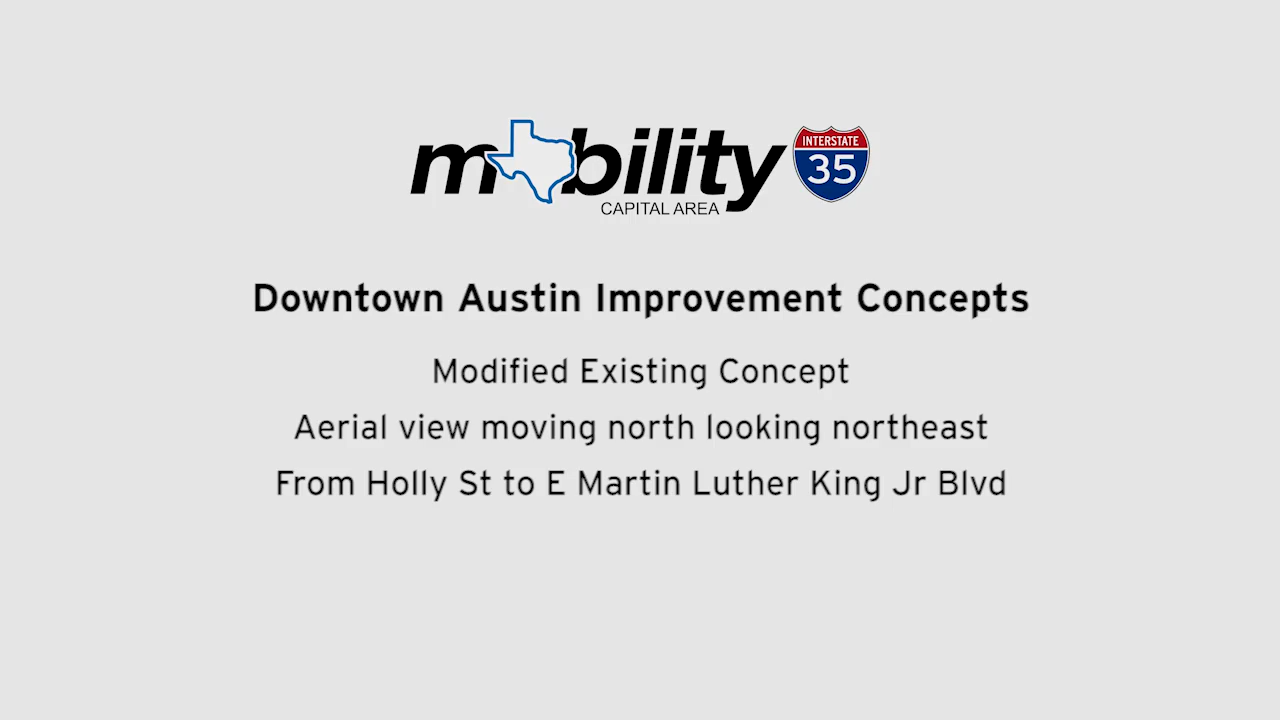 mobility
INTERSTATE
35
CAPITAL AREA
Downtown Austin Improvement Concepts
Modified Existing Concept
Aerial view moving north looking northeast
From Holly St to E Martin Luther King Jr Blvd